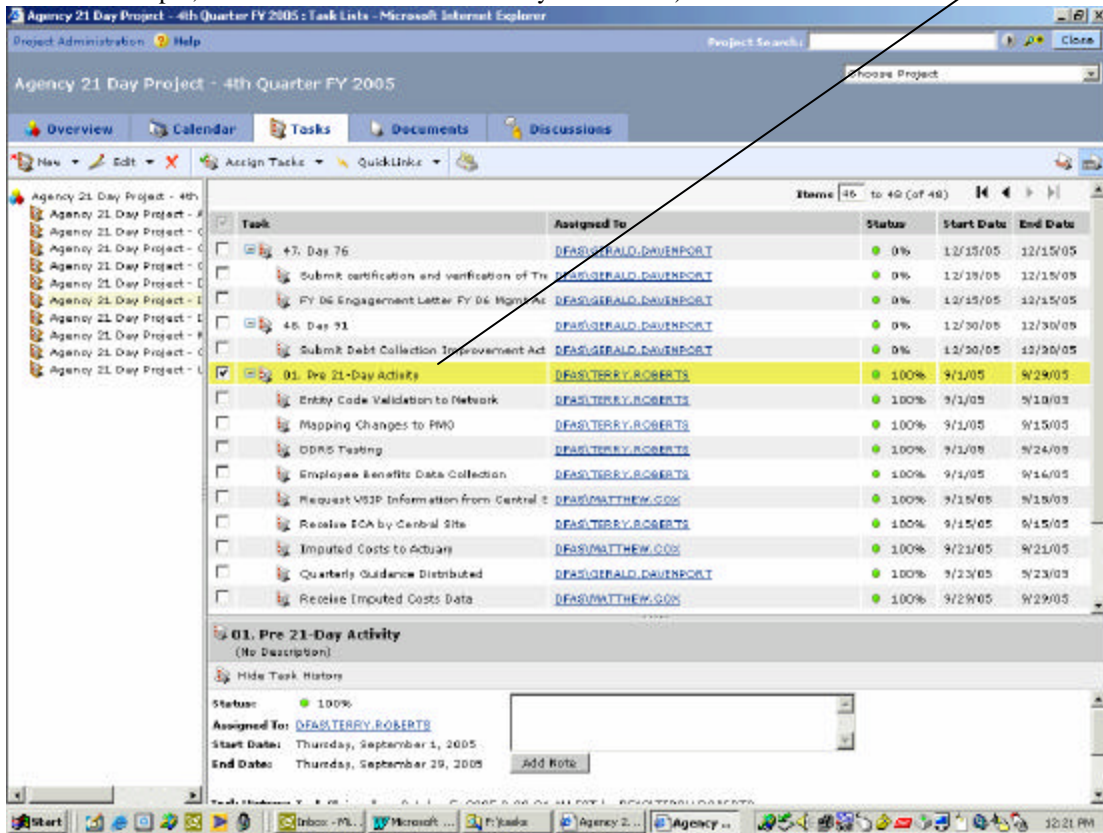 Agency 21 Day Project - 4th Quarter FY 2005 : Task Lists - Microsoft Internet Explorer
Project Administration Help Project Search: Close
Agency 21 Day Project - 4th Quarter FY 2005 Choose Project
Overview Calendar Tasks Documents Discussions
New Edit Assign Tasks QuickLinks
Agency 21 Day Project - 4th
Agency 21 Day Project -
Agency 21 Day Project -
Agency 21 Day Project -
Agency 21 Day Project -
Agency 21 Day Project -
Agency 21 Day Project -
Agency 21 Day Project -
Agency 21 Day Project -
Agency 21 Day Project -
Agency 21 Day Project - L
Items 46 to 48 (of 48)
Task Assigned To Status Start Date End Date
47. Day 76 DFAS\GERALD.DAVENPORT 0% 12/15/05 12/15/05
Submit certification and verification of Tre DFAS\GERALD.DAVENPORT 0% 12/15/05 12/15/05
FY 06 Engagement Letter FY 06 Mgmt As DFAS\GERALD.DAVENPORT 0% 12/15/05 12/15/05
48. Day 91 DFAS\GERALD.DAVENPORT 0% 12/30/05 12/30/05
Submit Debt Collection Improvement Act DFAS\GERALD.DAVENPORT 0% 12/30/05 12/30/05
01. Pre 21-Day Activity DFAS\TERRY.ROBERTS 100% 9/1/05 9/29/05
Entity Code Validation to Network DFAS\TERRY.ROBERTS 100% 9/1/05 9/10/05
Mapping Changes to PMO DFAS\TERRY.ROBERTS 100% 9/1/05 9/15/05
DDRS Testing DFAS\TERRY.ROBERTS 100% 9/1/05 9/24/05
Employee Benefits Data Collection DFAS\TERRY.ROBERTS 100% 9/1/05 9/16/05
Request VSIP Information from Central S DFAS\MATTHEW.COX 100% 9/15/05 9/15/05
Receive ECA by Central Site DFAS\TERRY.ROBERTS 100% 9/15/05 9/15/05
Imputed Costs to Actuary DFAS\MATTHEW.COX 100% 9/21/05 9/21/05
Quarterly Guidance Distributed DFAS\GERALD.DAVENPORT 100% 9/23/05 9/23/05
Receive Imputed Costs Data DFAS\MATTHEW.COX 100% 9/29/05 9/29/05
01. Pre 21-Day Activity
(No Description)
Hide Task History
Status: 100%
Assigned To: DFAS\TERRY.ROBERTS
Start Date: Thursday, September 1, 2005
End Date: Thursday, September 29, 2005 Add Note
Start Inbox - Mi... Microsoft ... F:\tasks Agency 2... Agency .. 12:21 PM